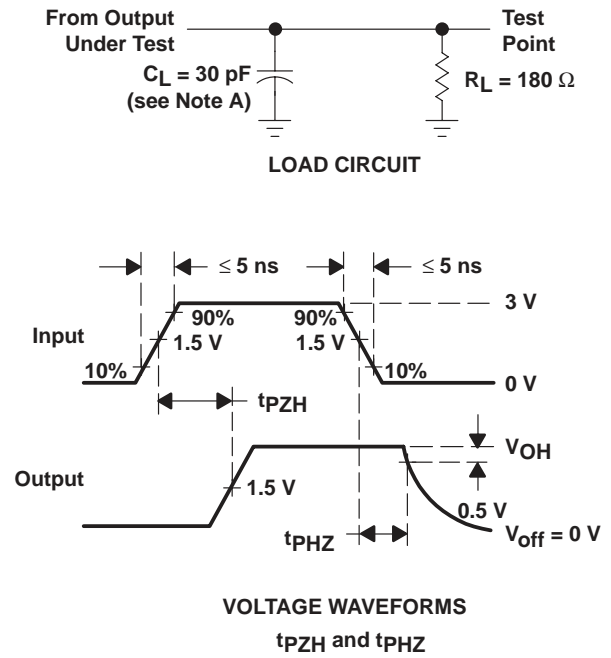 From Output
Under Test
Test
Point
CL = 30 pF
(see Note A)
RL = 180 Ω
LOAD CIRCUIT
≤ 5 ns
≤ 5 ns
3 V
90%
90%
Input
1.5 V
1.5 V
10%
10%
0 V
tPZH
VOH
Output
1.5 V
0.5 V
tPHZ
Voff = 0 V
VOLTAGE WAVEFORMS
tPZH and tPHZ